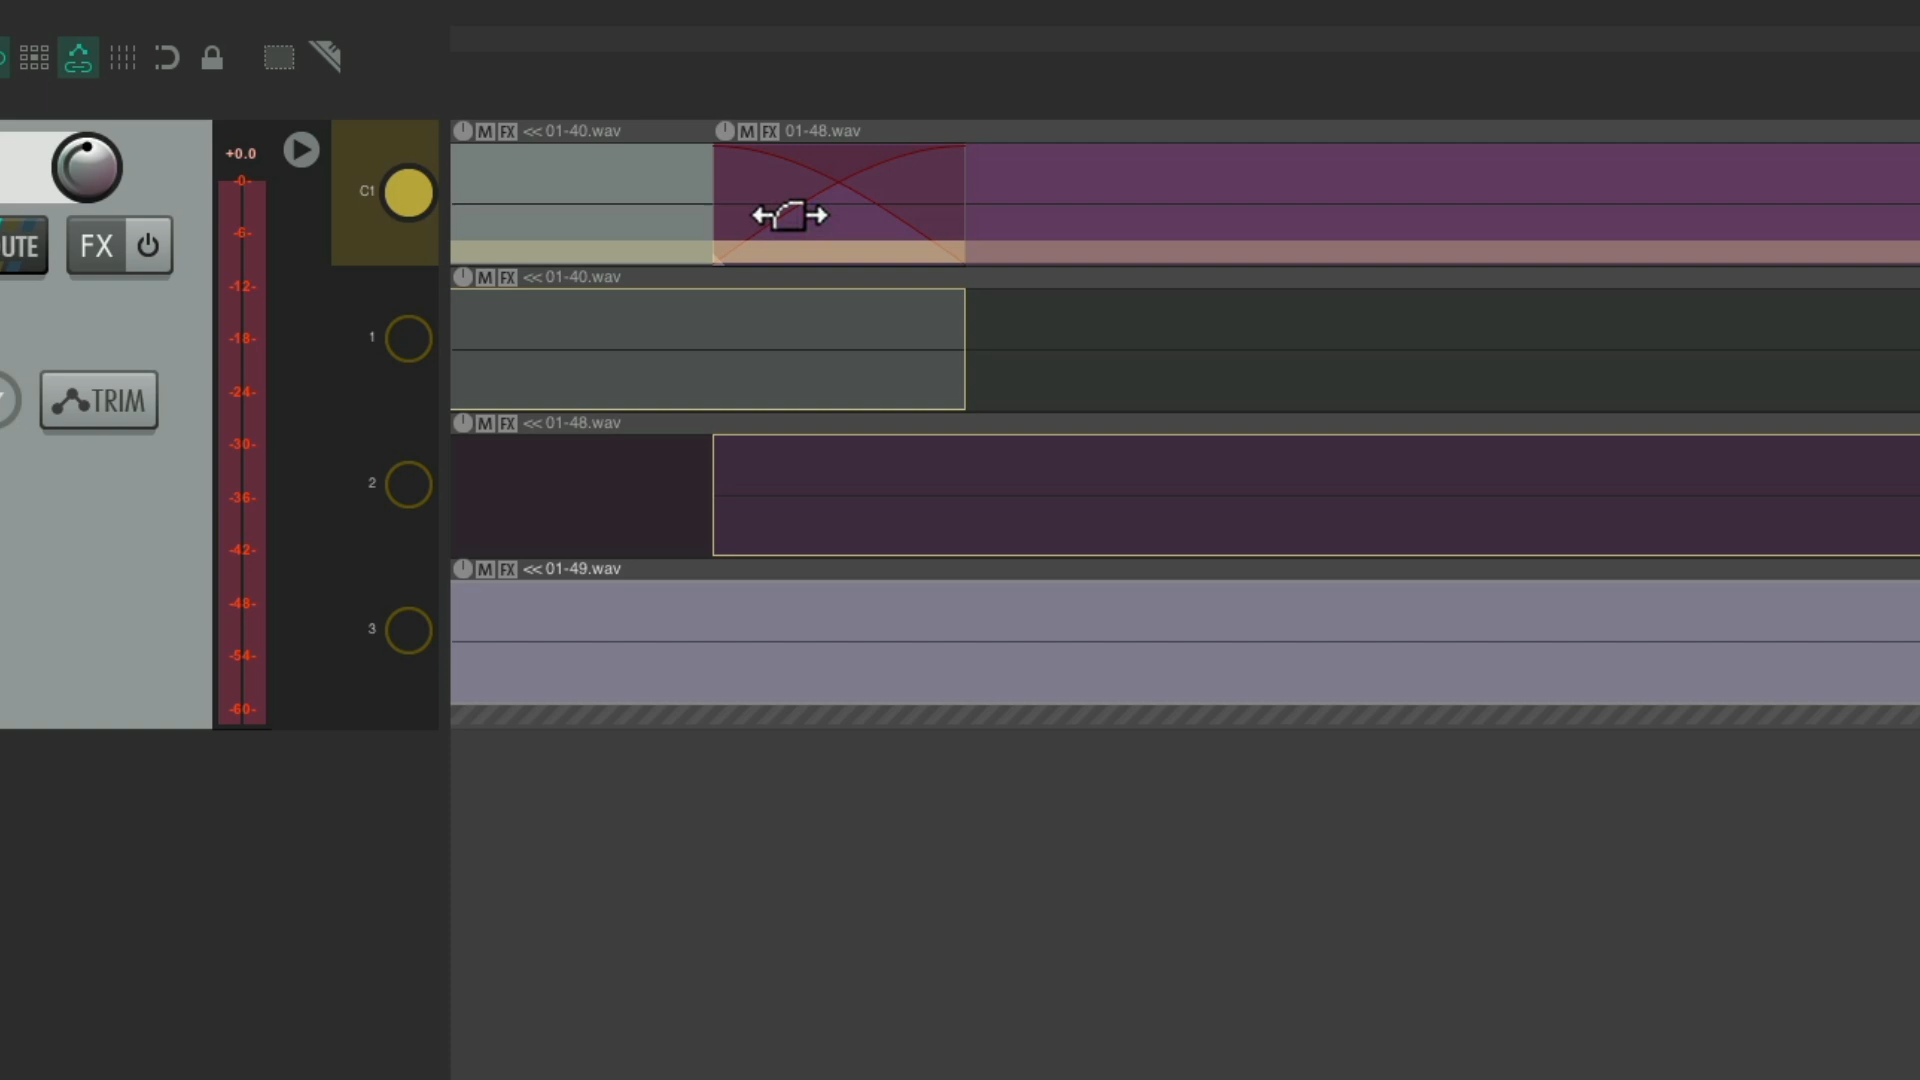 M FX << 01-40.wav M FX 01-48.wav
+0.0
-0-
C1
-6-
UTE FX
M FX << 01-40.wav
-12-
-18-
1
-24-
TRIM
M FX << 01-48.wav
-30-
2
-36-
-42-
M FX << 01-49.wav
-48-
3
-54-
-60-